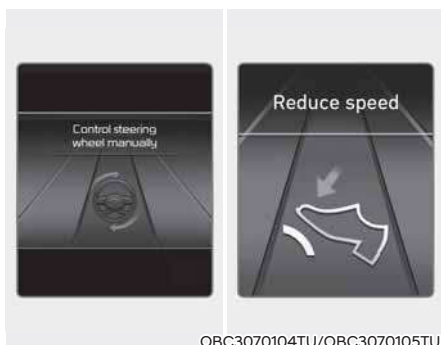 Control steering
wheel manually
Reduce speed
OBC3070104TU/OBC3070105TU